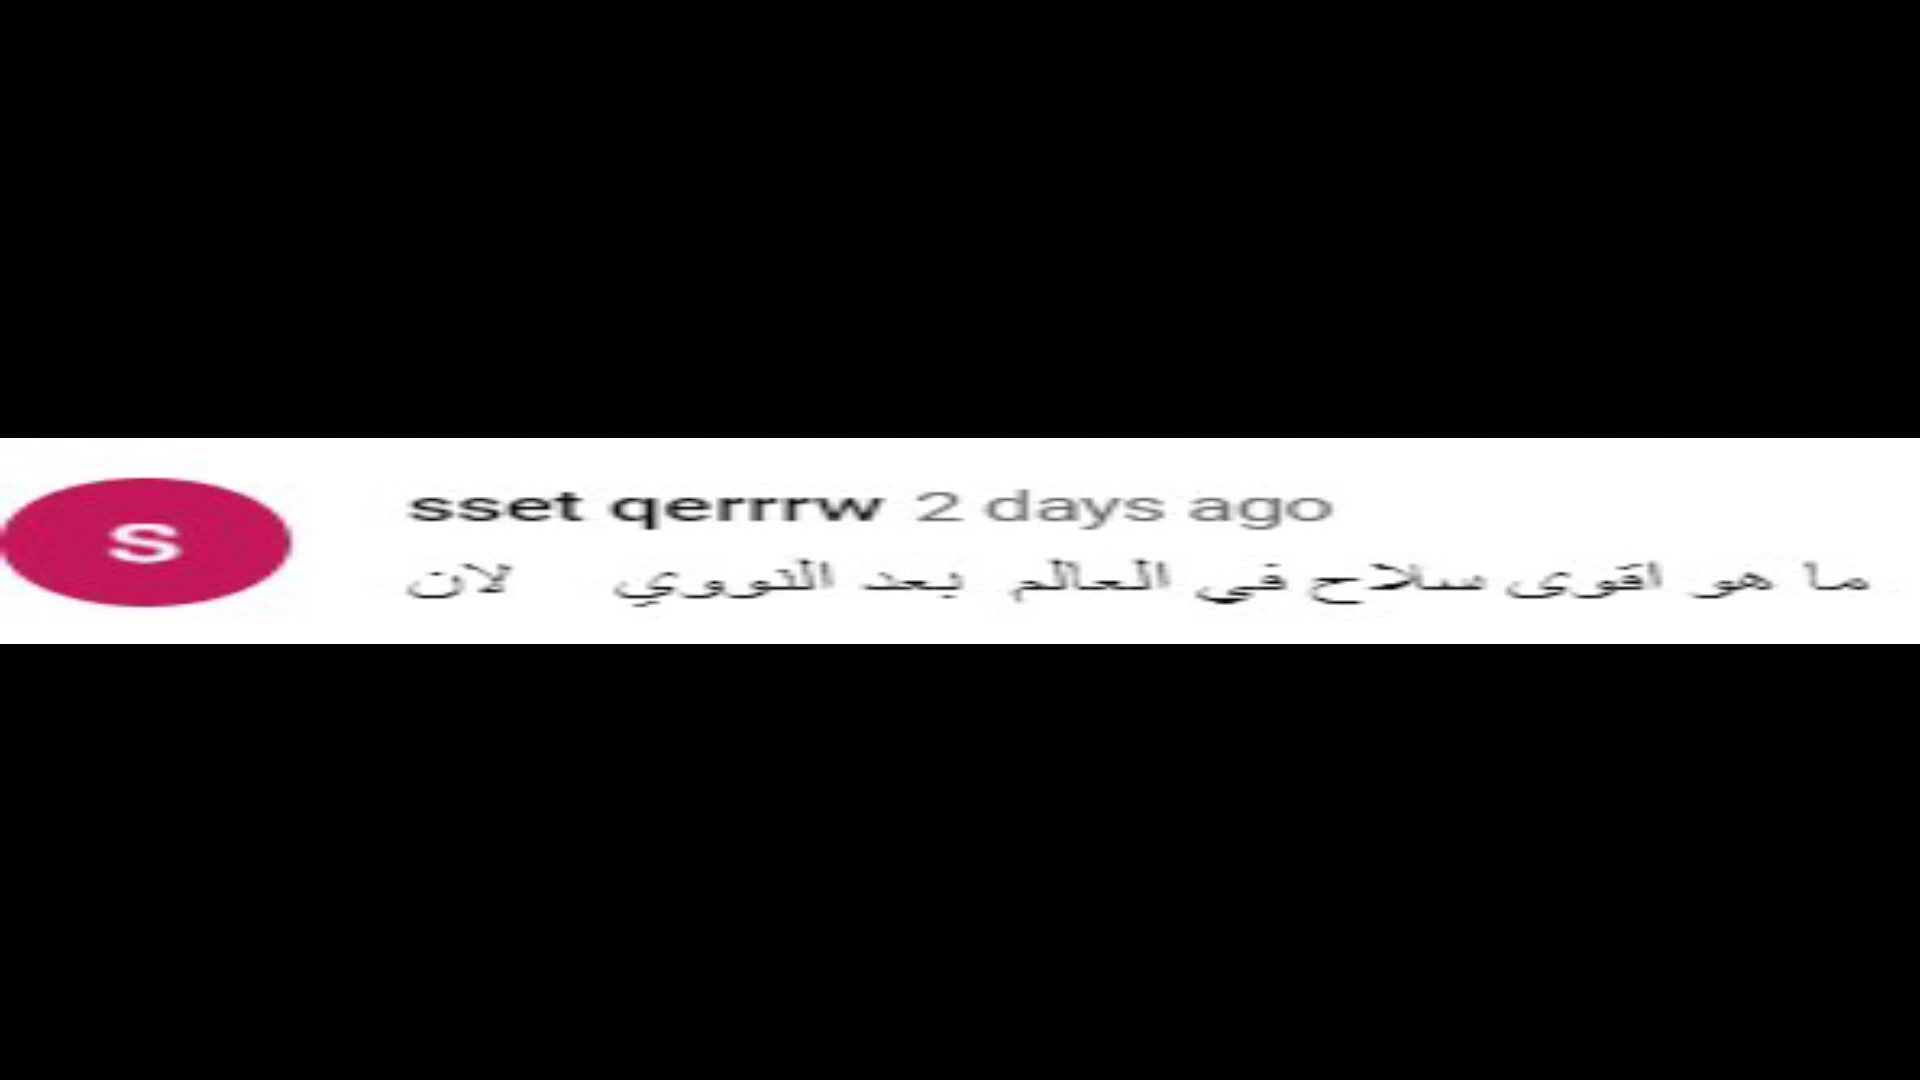 s
sset qerrrw 2 days ago
ما هو اقوى سلاح في العالم بعد النووي لان